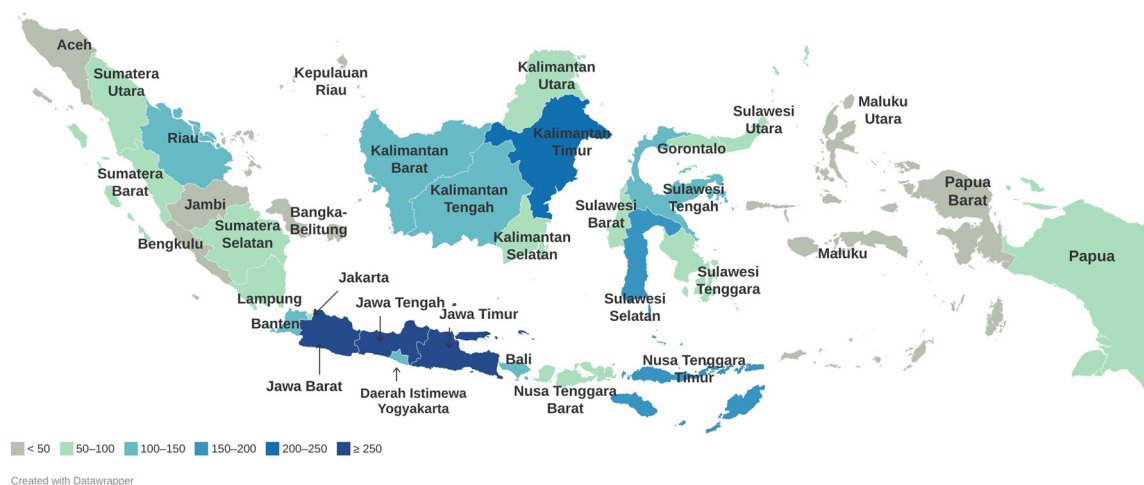 Aceh
Sumatera
Utara
Kepulauan
Riau
Kalimantan
Utara
Riau
Kalimantan
Timur
Sulawesi
Utara
Maluku
Utara
Kalimantan
Barat
Gorontalo
Sumatera
Barat
Kalimantan
Tengah
Sulawesi
Tengah
Papua
Barat
Jambi
Bangka-
Belitung
Sulawesi
Barat
Sumatera
Selatan
Bengkulu
Kalimantan
Selatan
Maluku
Papua
Sulawesi
Tenggara
Jakarta
Lampung
Jawa Tengah
Sulawesi
Selatan
Banten
Jawa Timur
Bali
Nusa Tenggara
Timur
Jawa Barat
Daerah Istimewa
Yogyakarta
Nusa Tenggara
Barat
< 50 50–100 100–150 150–200 200–250 ≥ 250
Created with Datawrapper